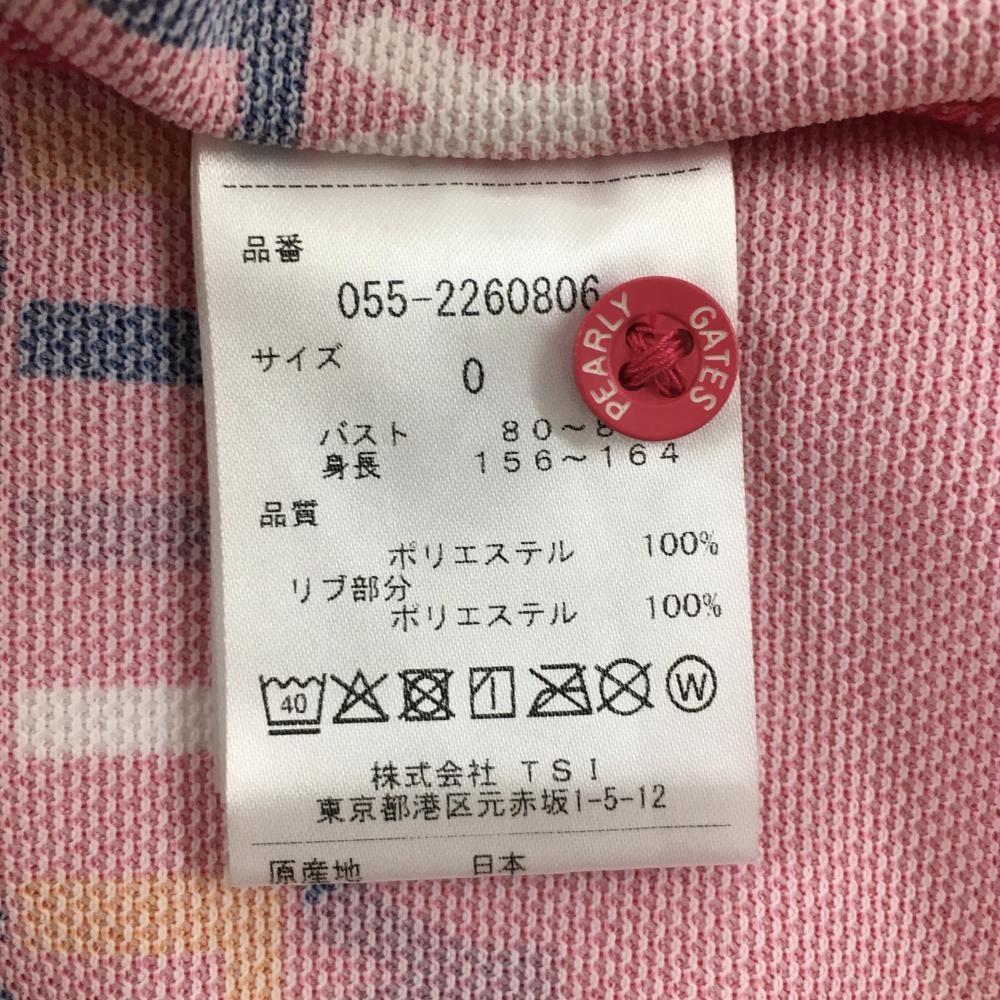 品番
055-2260806
サイズ 0
PEARLY GATES
バスト 80～8
身長 156～164
品質
ポリエステル 100%
リブ部分
ポリエステル 100%
40 W
株式会社 TSI
東京都港区元赤坂1-5-12
原産地 日本